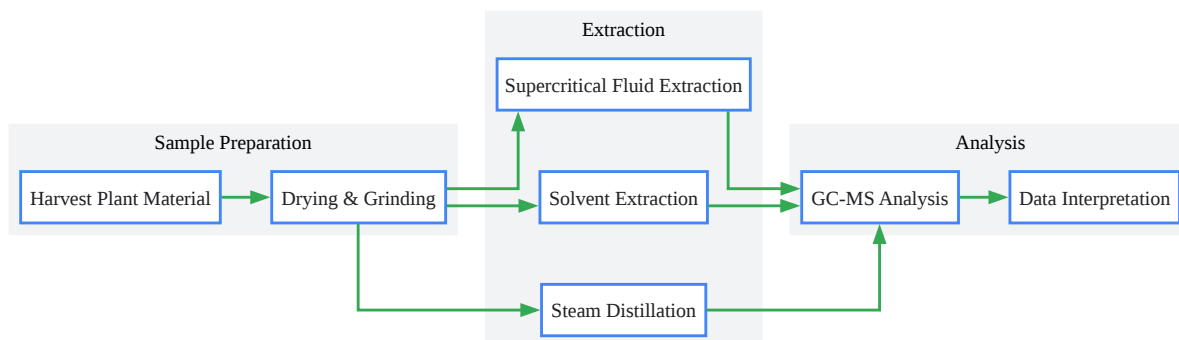 Extraction
Supercritical Fluid Extraction
Sample Preparation
Analysis
Harvest Plant Material
Drying & Grinding
Solvent Extraction
GC-MS Analysis
Data Interpretation
Steam Distillation